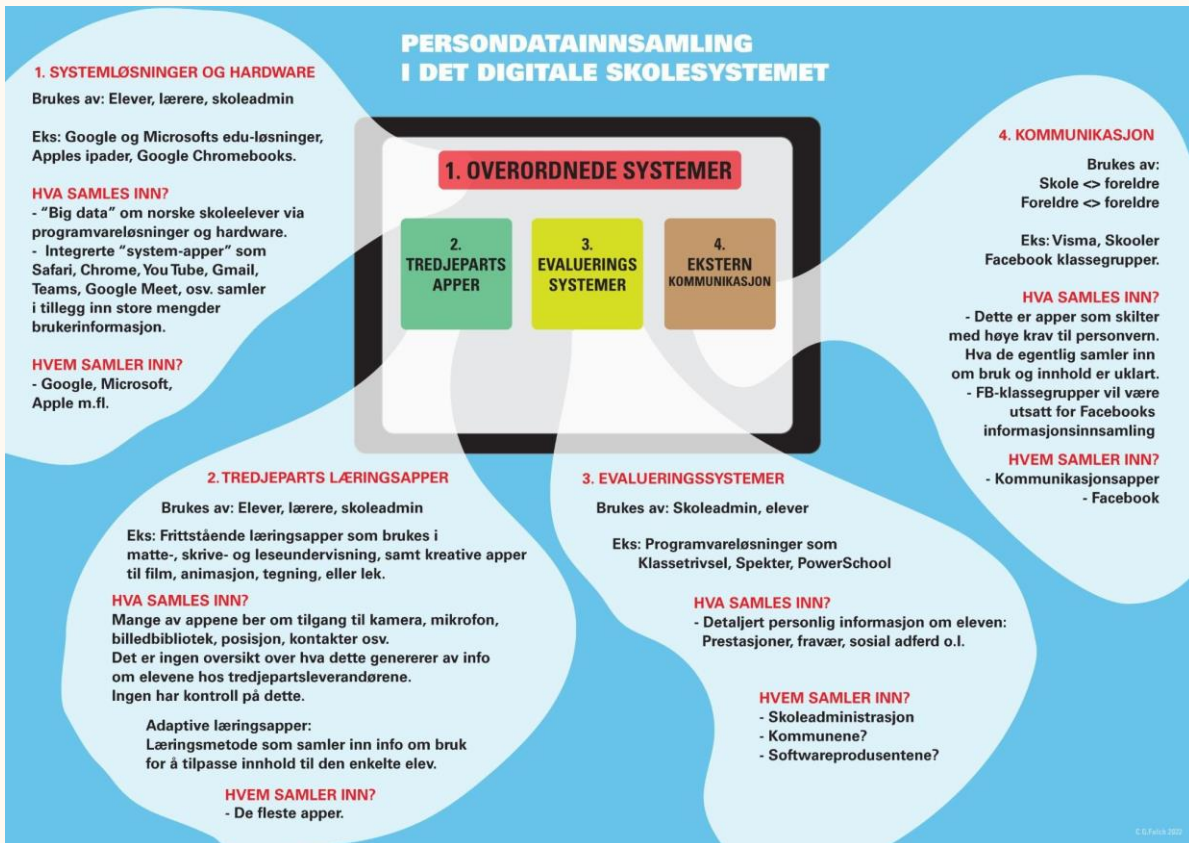 PERSONDATAINNSAMLING
I DET DIGITALE SKOLESYSTEMET
1. SYSTEMLØSNINGER OG HARDWARE
Brukes av: Elever, lærere, skoleadmin
Eks: Google og Microsofts edu-løsninger,
Apples ipader, Google Chromebooks.
HVA SAMLES INN?
- “Big data” om norske skoleelever via
programvareløsninger og hardware.
- Integrerte “system-apper” som
Safari, Chrome, You Tube, Gmail,
Teams, Google Meet, osv. samler
i tillegg inn store mengder
brukerinformasjon.
HVEM SAMLER INN?
- Google, Microsoft,
Apple m.fl.
1. OVERORDNEDE SYSTEMER
2.
TREDJEPARTS
APPER
3.
EVALUERINGS
SYSTEMER
4.
EKSTERN
KOMMUNIKASJON
2. TREDJEPARTS LÆRINGSAPPER
Brukes av: Elever, lærere, skoleadmin
Eks: Frittstående læringsapper som brukes i
matte-, skrive- og leseundervisning, samt kreative apper
til film, animasjon, tegning, eller lek.
HVA SAMLES INN?
Mange av appene ber om tilgang til kamera, mikrofon,
billedbibliotek, posisjon, kontakter osv.
Det er ingen oversikt over hva dette genererer av info
om elevene hos tredjepartsleverandørene.
Ingen har kontroll på dette.
Adaptive læringsapper:
Læringsmetode som samler inn info om bruk
for å tilpasse innhold til den enkelte elev.
HVEM SAMLER INN?
- De fleste apper.
3. EVALUERINGSSYSTEMER
Brukes av: Skoleadmin, elever
Eks: Programvareløsninger som
Klassetrivsel, Spekter, PowerSchool
HVA SAMLES INN?
- Detaljert personlig informasjon om eleven:
Prestasjoner, fravær, sosial adferd o.l.
HVEM SAMLER INN?
- Skoleadministrasjon
- Kommunene?
- Softwareprodusentene?
4. KOMMUNIKASJON
Brukes av:
Skole <> foreldre
Foreldre <> foreldre
Eks: Visma, Skooler
Facebook klassegrupper.
HVA SAMLES INN?
- Dette er apper som skilter
med høye krav til personvern.
Hva de egentlig samler inn
om bruk og innhold er uklart.
- FB-klassegrupper vil være
utsatt for Facebooks
informasjonsinnsamling
HVEM SAMLER INN?
- Kommunikasjonsapper
- Facebook